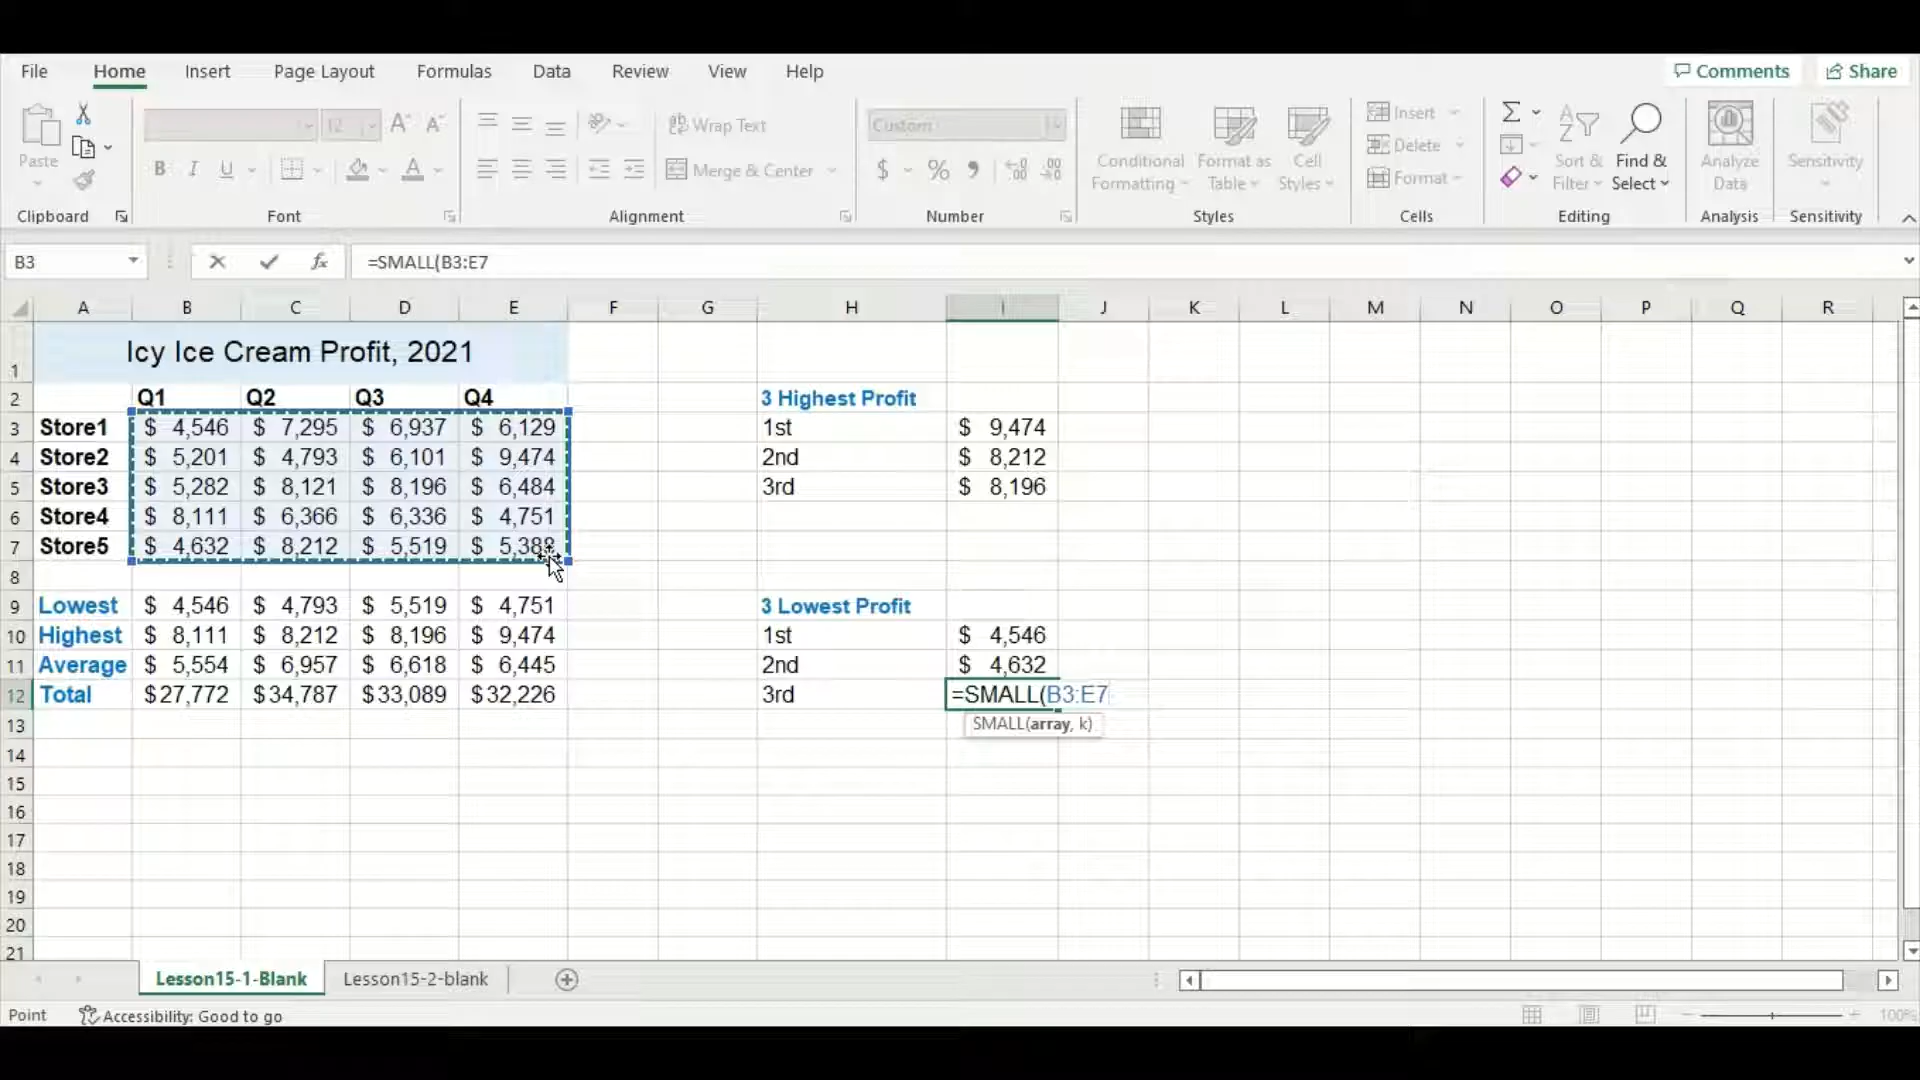 File Home Insert Page Layout Formulas Data Review View Help Comments Share
12 A A Wrap Text Custom Insert
Paste B I U A Merge & Center $ % Conditional Formatting Format as Table Cell Styles Delete Format Sort & Filter Find & Select Analyze Data Sensitivity
Clipboard Font Alignment Number Styles Cells Editing Analysis Sensitivity
B3 fx =SMALL(B3:E7
A B C D E F G H I J K L M N O P Q R
1 Icy Ice Cream Profit, 2021
2 Q1 Q2 Q3 Q4 3 Highest Profit
3 Store1 $ 4,546 $ 7,295 $ 6,937 $ 6,129 1st $ 9,474
4 Store2 $ 5,201 $ 4,793 $ 6,101 $ 9,474 2nd $ 8,212
5 Store3 $ 5,282 $ 8,121 $ 8,196 $ 6,484 3rd $ 8,196
6 Store4 $ 8,111 $ 6,366 $ 6,336 $ 4,751
7 Store5 $ 4,632 $ 8,212 $ 5,519 $
8
9 Lowest $ 4,546 $ 4,793 $ 5,519 $ 4,751 3 Lowest Profit
10 Highest $ 8,111 $ 8,212 $ 8,196 $ 9,474 1st $ 4,546
11 Average $ 5,554 $ 6,957 $ 6,618 $ 6,445 2nd $ 4,632
12 Total $27,772 $34,787 $33,089 $32,226 3rd =SMALL(B3:E7
13 SMALL(array, k)
14
15
16
17
18
19
20
21
Lesson15-1-Blank Lesson15-2-blank
Point Accessibility: Good to go 100%